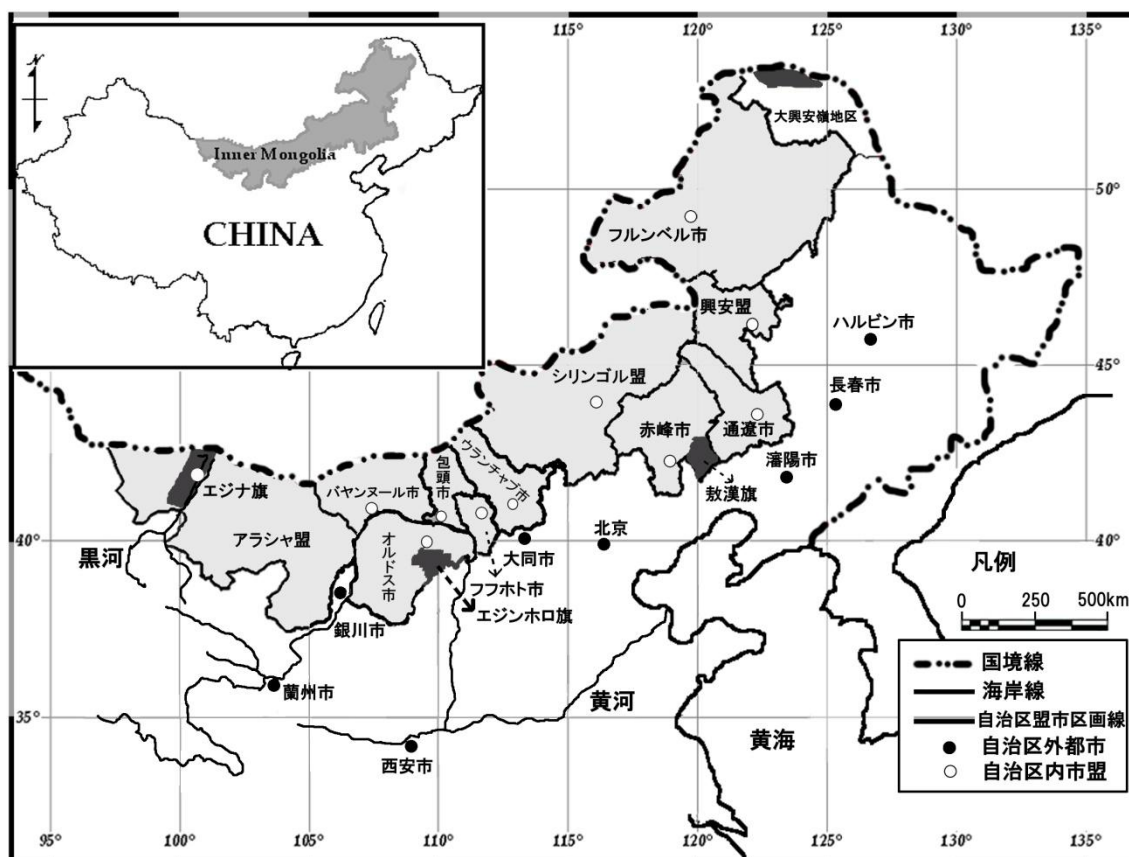 115°
120°
125°
130°
135°
N
Inner Mongolia
CHINA
大興安嶺地区
50°
50°
フルンベル市
興安盟
ハルビン市
シリンゴル盟
45°
45°
長春市
赤峰市
通遼市
瀋陽市
敖漢旗
ウランチャブ市
包頭市
バヤンヌール市
エジナ旗
40°
アラシャ盟
オルドス市
北京
40°
黒河
大同市
フフホト市
エジンホロ旗
凡例
0 250 500km
銀川市
蘭州市
黄河
35°
西安市
黄海
国境線
海岸線
自治区盟市区画線
自治区外都市
自治区内市盟
95°
100°
105°
110°
115°
120°
125°
130°
135°